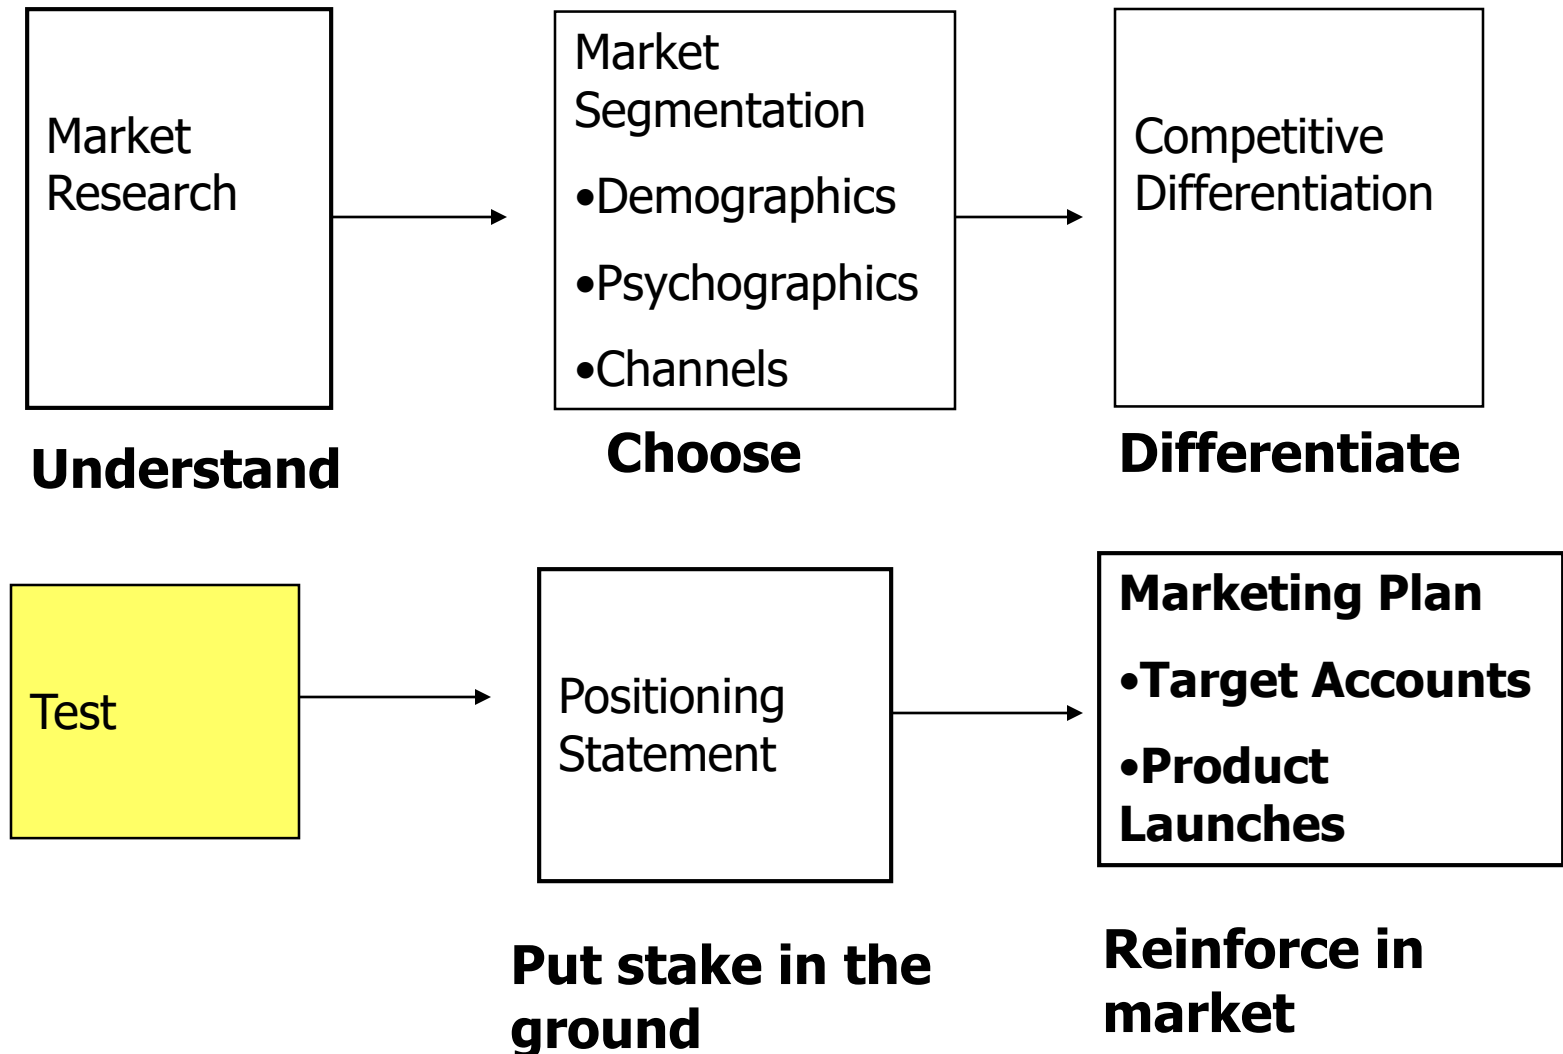 Market
Research
Market
Segmentation
•Demographics
•Psychographics
•Channels
Competitive
Differentiation
Understand
Choose
Differentiate
Test
Positioning
Statement
Marketing Plan
•Target Accounts
•Product
Launches
Put stake in the
ground
Reinforce in
market